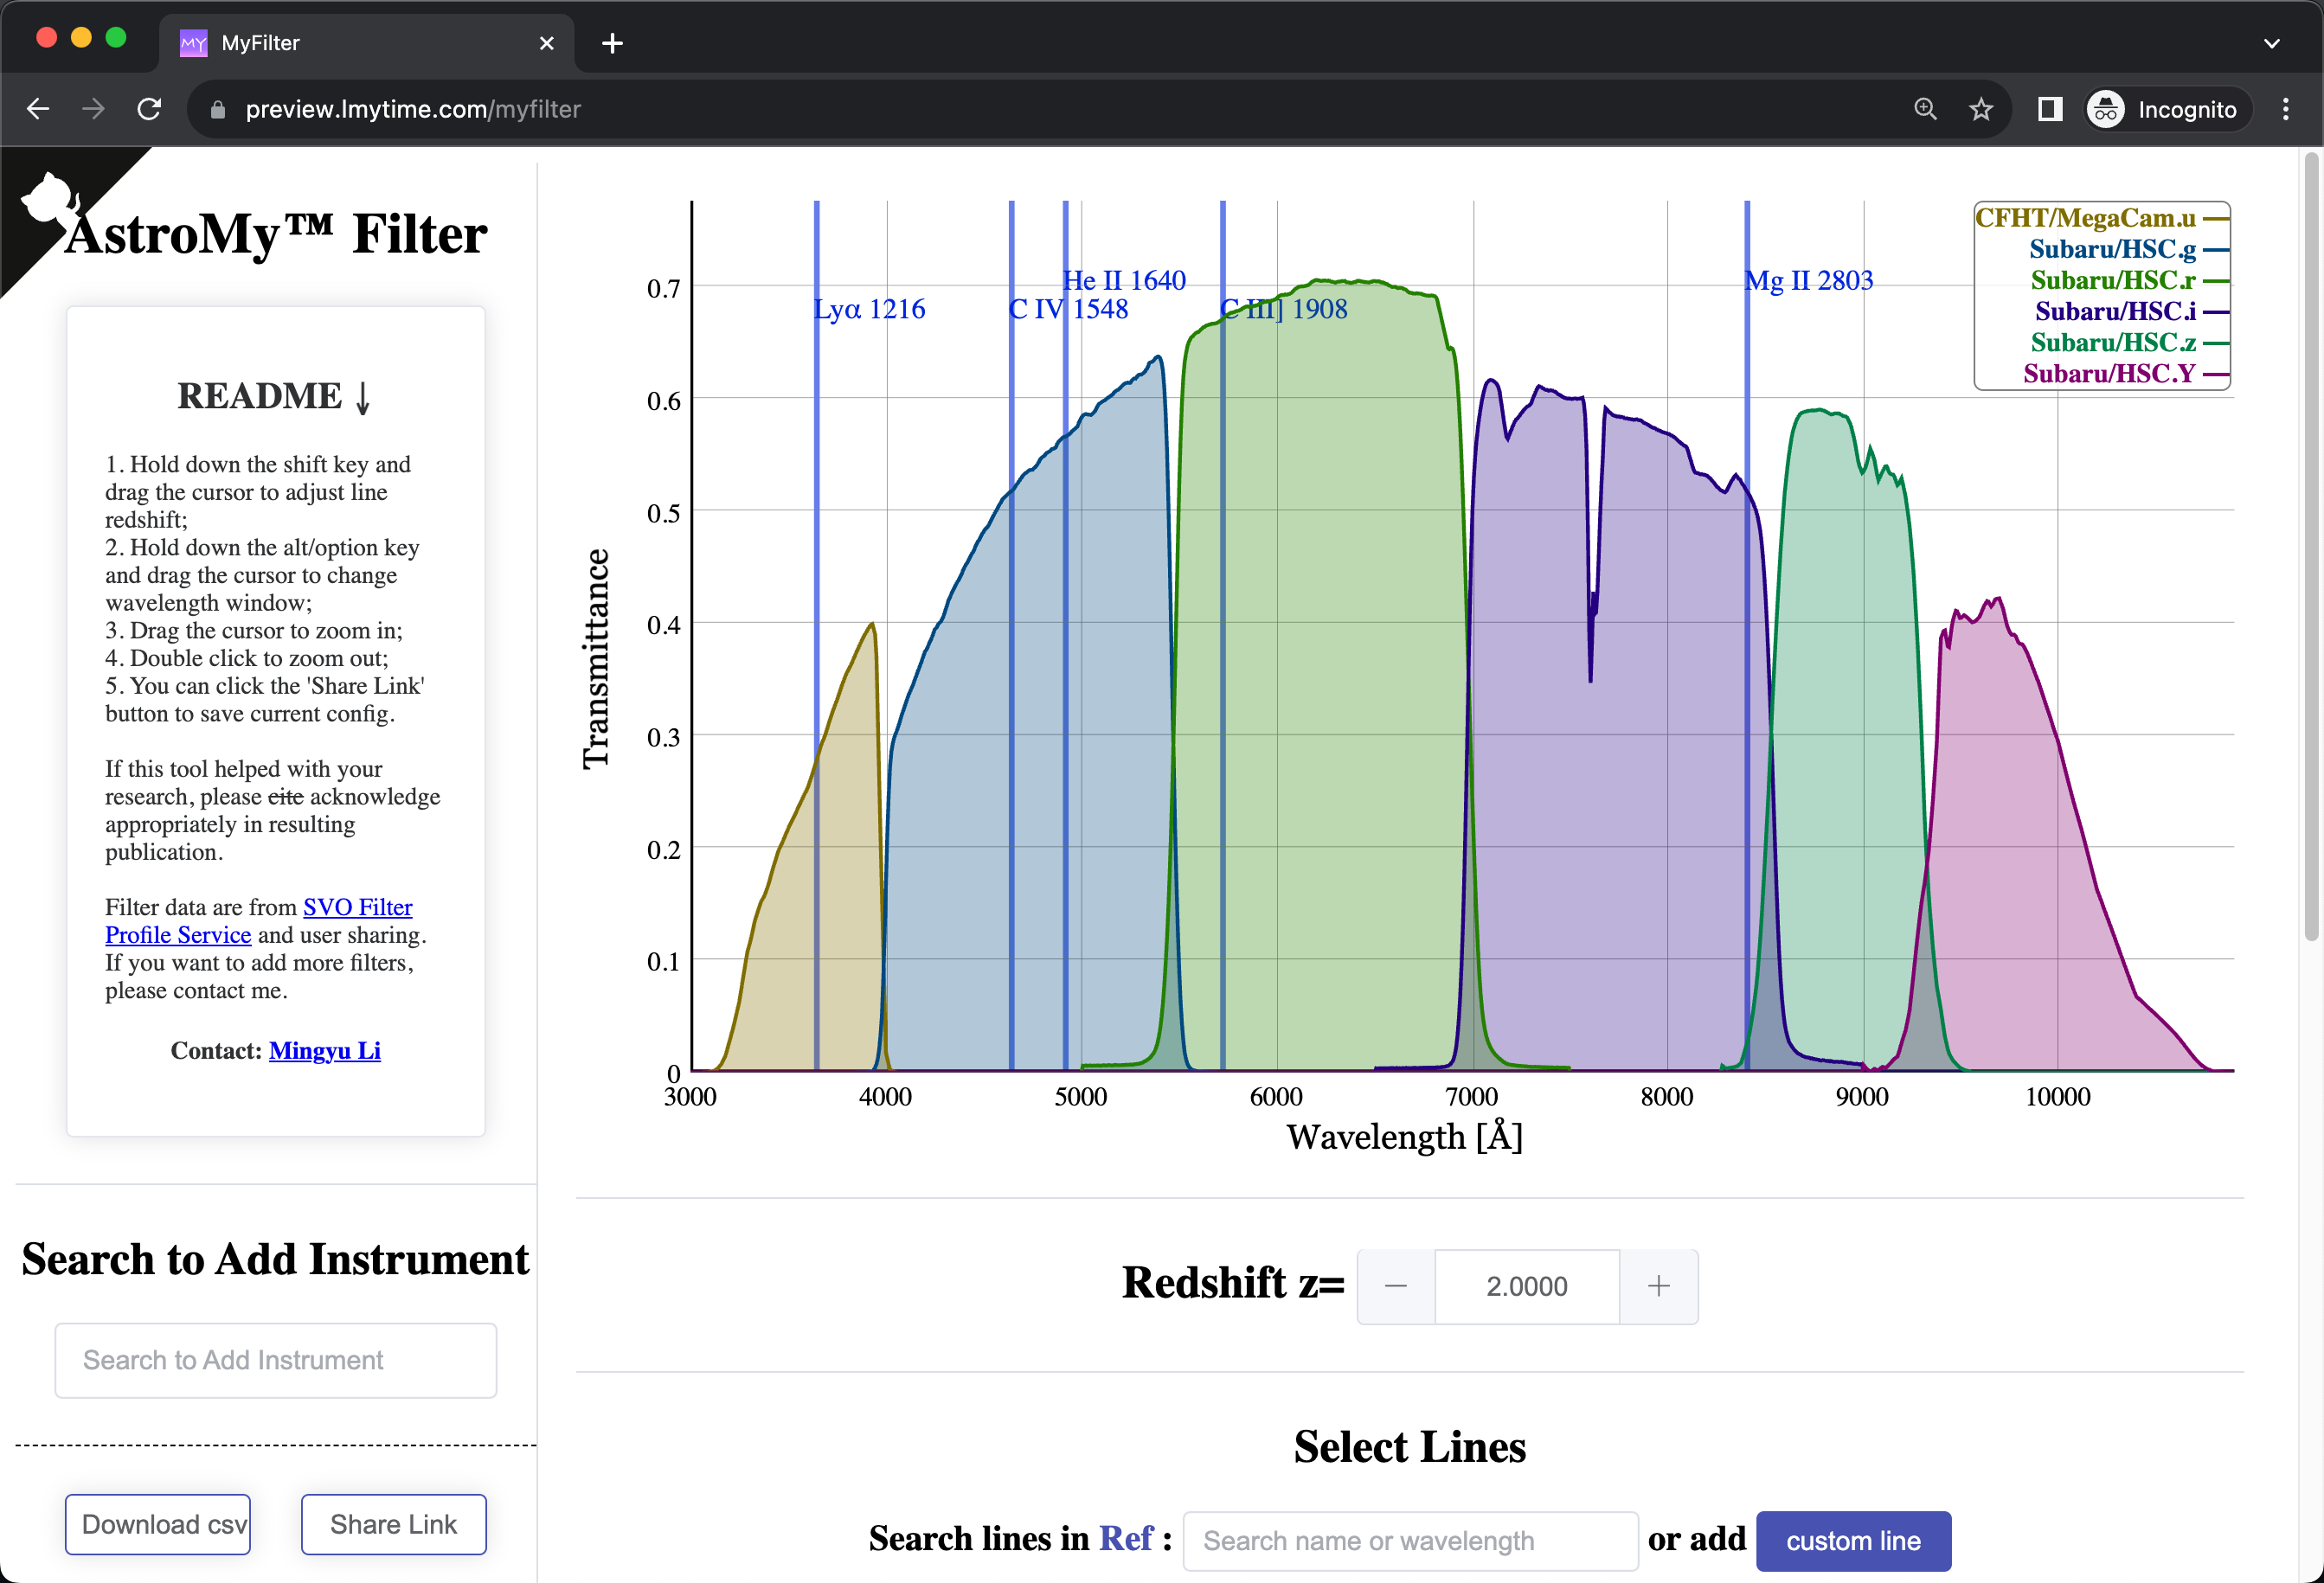 MY MyFilter
preview.lmytime.com/myfilter
Incognito
AstroMy™ Filter
README ↓
1. Hold down the shift key and
drag the cursor to adjust line
redshift;
2. Hold down the alt/option key
and drag the cursor to change
wavelength window;
3. Drag the cursor to zoom in;
4. Double click to zoom out;
5. You can click the 'Share Link'
button to save current config.
If this tool helped with your
research, please cite acknowledge
appropriately in resulting
publication.
Filter data are from SVO Filter
Profile Service and user sharing.
If you want to add more filters,
please contact me.
Contact: Mingyu Li
Search to Add Instrument
Search to Add Instrument
Download csv
Share Link
CFHT/MegaCam.u
Subaru/HSC.g
Subaru/HSC.r
Subaru/HSC.i
Subaru/HSC.z
Subaru/HSC.Y
He II 1640
Mg II 2803
Lyα 1216
C IV 1548
C III] 1908
Transmittance
0.7
0.6
0.5
0.4
0.3
0.2
0.1
0
3000 4000 5000 6000 7000 8000 9000 10000
Wavelength [Å]
Redshift z= − 2.0000 +
Select Lines
Search lines in Ref : Search name or wavelength or add custom line